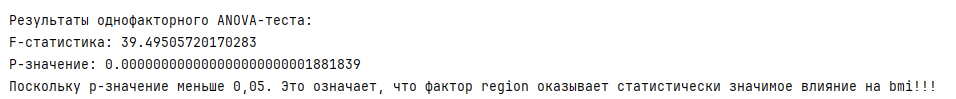 Результаты однофакторного ANOVA-теста:
F-статистика: 39.49505720170283
P-значение: 0.0000000000000000000000001881839
Поскольку p-значение меньше 0,05. Это означает, что фактор region оказывает статистически значимое влияние на bmi!!!